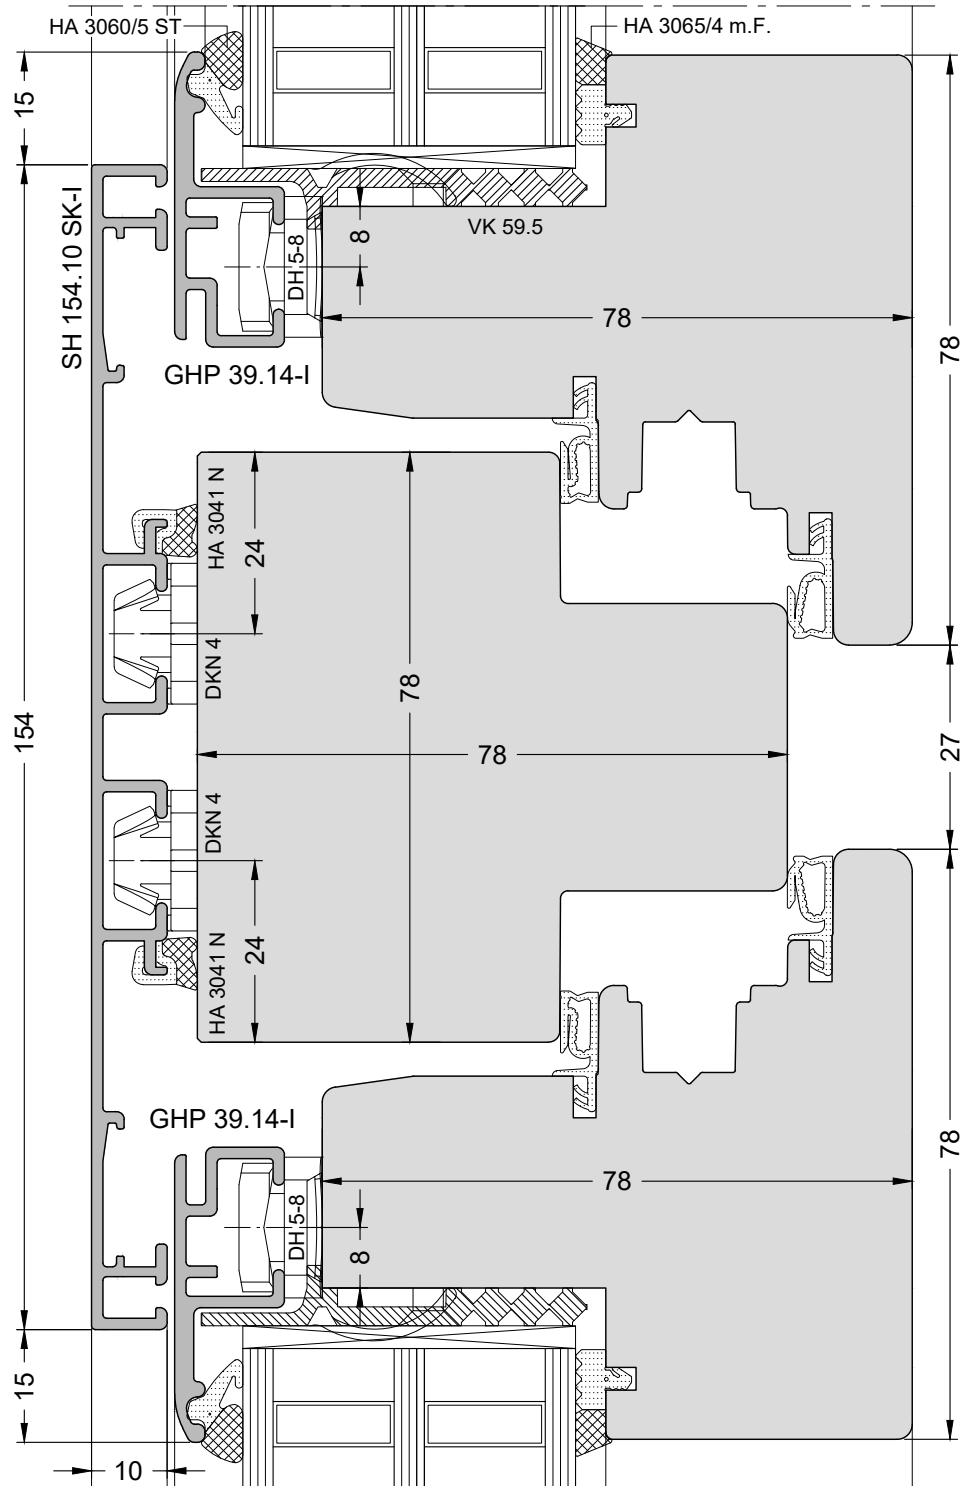 HA 3060/5 ST
HA 3065/4 m.F.
15
SH 154.10 SK-I
VK 59.5
8
DH 5-8
78
78
GHP 39.14-I
HA 3041 N
24
DKN 4
78
154
78
27
DKN 4
24
HA 3041 N
GHP 39.14-I
78
78
DH 5-8
8
15
10